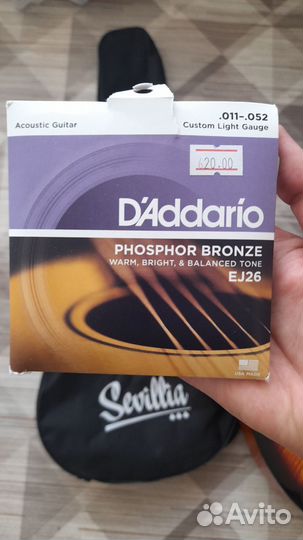 .011-.052
Acoustic Guitar
Custom Light Gauge
620.00
D'Addario
PHOSPHOR BRONZE
WARM, BRIGHT, & BALANCED TONE
EJ26
USA MADE
Sevillia
Avito